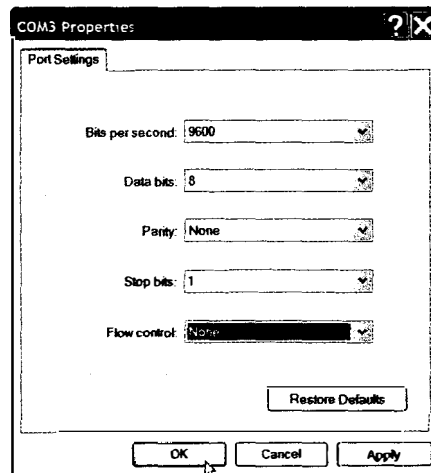 COM3 Properties ? X
Port Settings
Bits per second: 9600
Data bits: 8
Parity: None
Stop bits: 1
Flow control: None
Restore Defaults
OK Cancel Apply